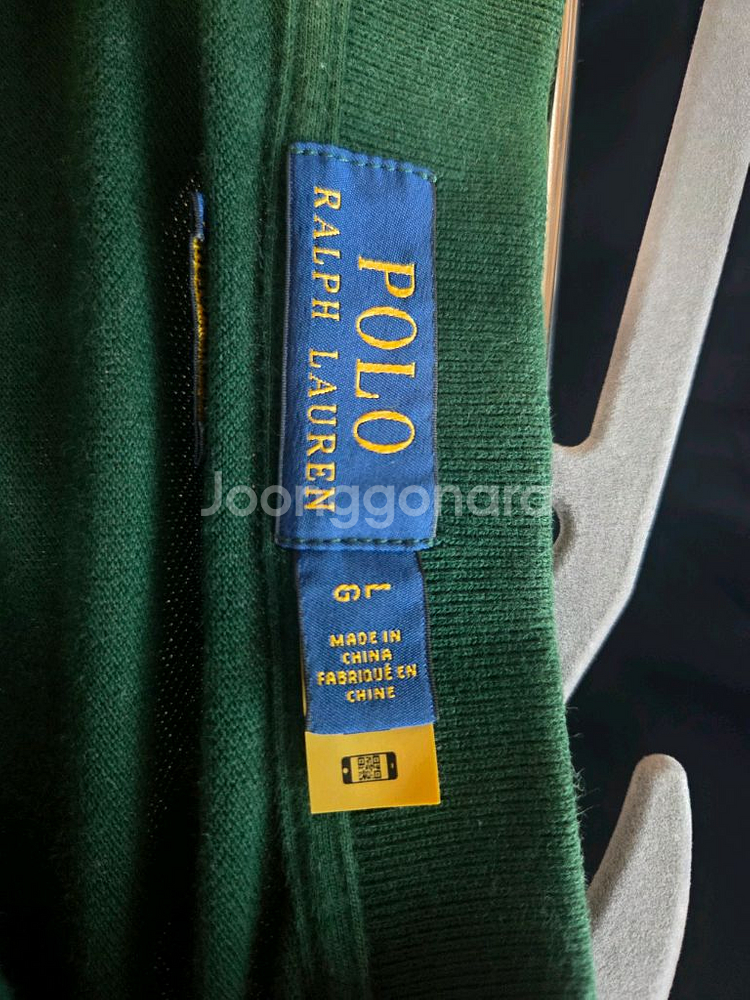 POLO
RALPH LAUREN
L
G
MADE IN
CHINA
FABRIQUÉ EN
CHINE
Joonggonara